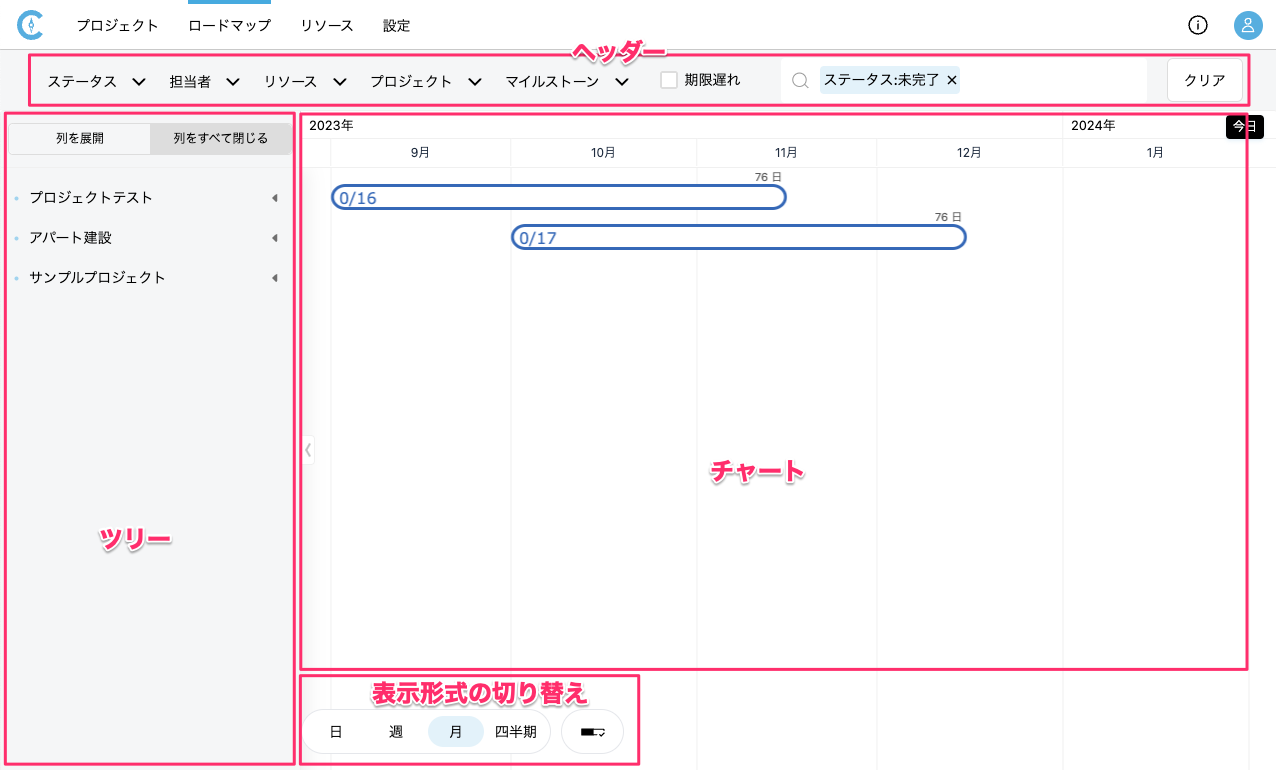 プロジェクト ロードマップ リソース 設定
ヘッダー
ステータス 担当者 リソース プロジェクト マイルストーン 期限遅れ ステータス:未完了 × クリア
列を展開 列をすべて閉じる
2023年 2024年 今日
9月 10月 11月 12月 1月
76 日
プロジェクトテスト 0/16
76 日
アパート建設 0/17
サンプルプロジェクト
チャート
ツリー
表示形式の切り替え
日 週 月 四半期